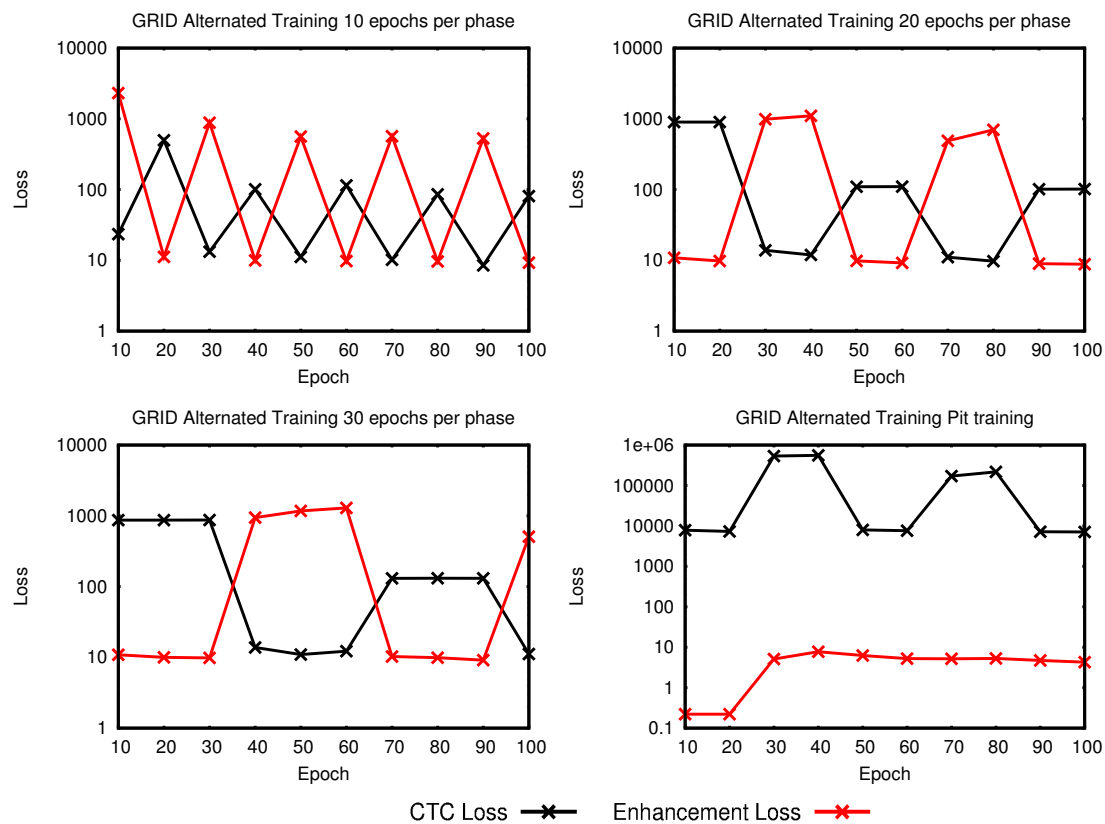 GRID Alternated Training 10 epochs per phase
10000
1000
100
10
1
Loss
10 20 30 40 50 60 70 80 90 100
Epoch
GRID Alternated Training 20 epochs per phase
10000
1000
100
10
1
Loss
10 20 30 40 50 60 70 80 90 100
Epoch
GRID Alternated Training 30 epochs per phase
10000
1000
100
10
1
Loss
10 20 30 40 50 60 70 80 90 100
Epoch
GRID Alternated Training Pit training
1e+06
100000
10000
1000
100
10
1
0.1
Loss
10 20 30 40 50 60 70 80 90 100
Epoch
CTC Loss Enhancement Loss